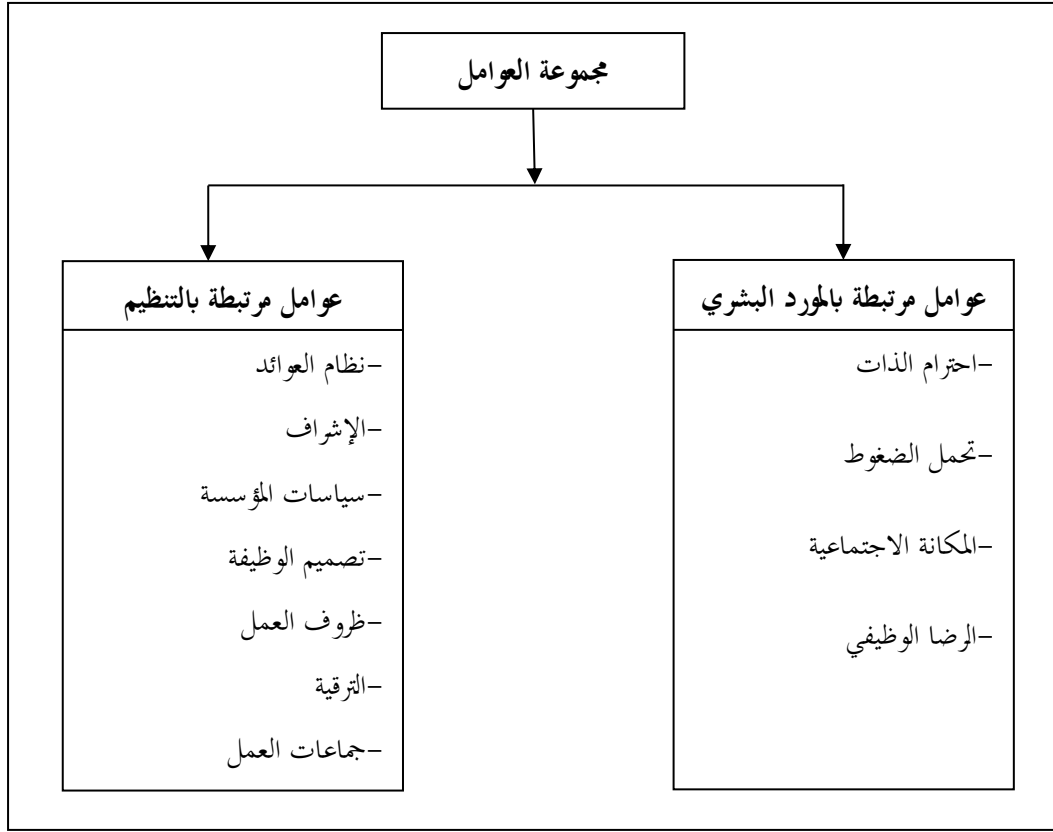 مجموعة العوامل
عوامل مرتبطة بالمورد البشري
-احترام الذات
-تحمل الضغوط
-المكانة الاجتماعية
-الرضا الوظيفي
عوامل مرتبطة بالتنظيم
-نظام العوائد
-الإشراف
-سياسات المؤسسة
-تصميم الوظيفة
-ظروف العمل
-الترقية
-جماعات العمل